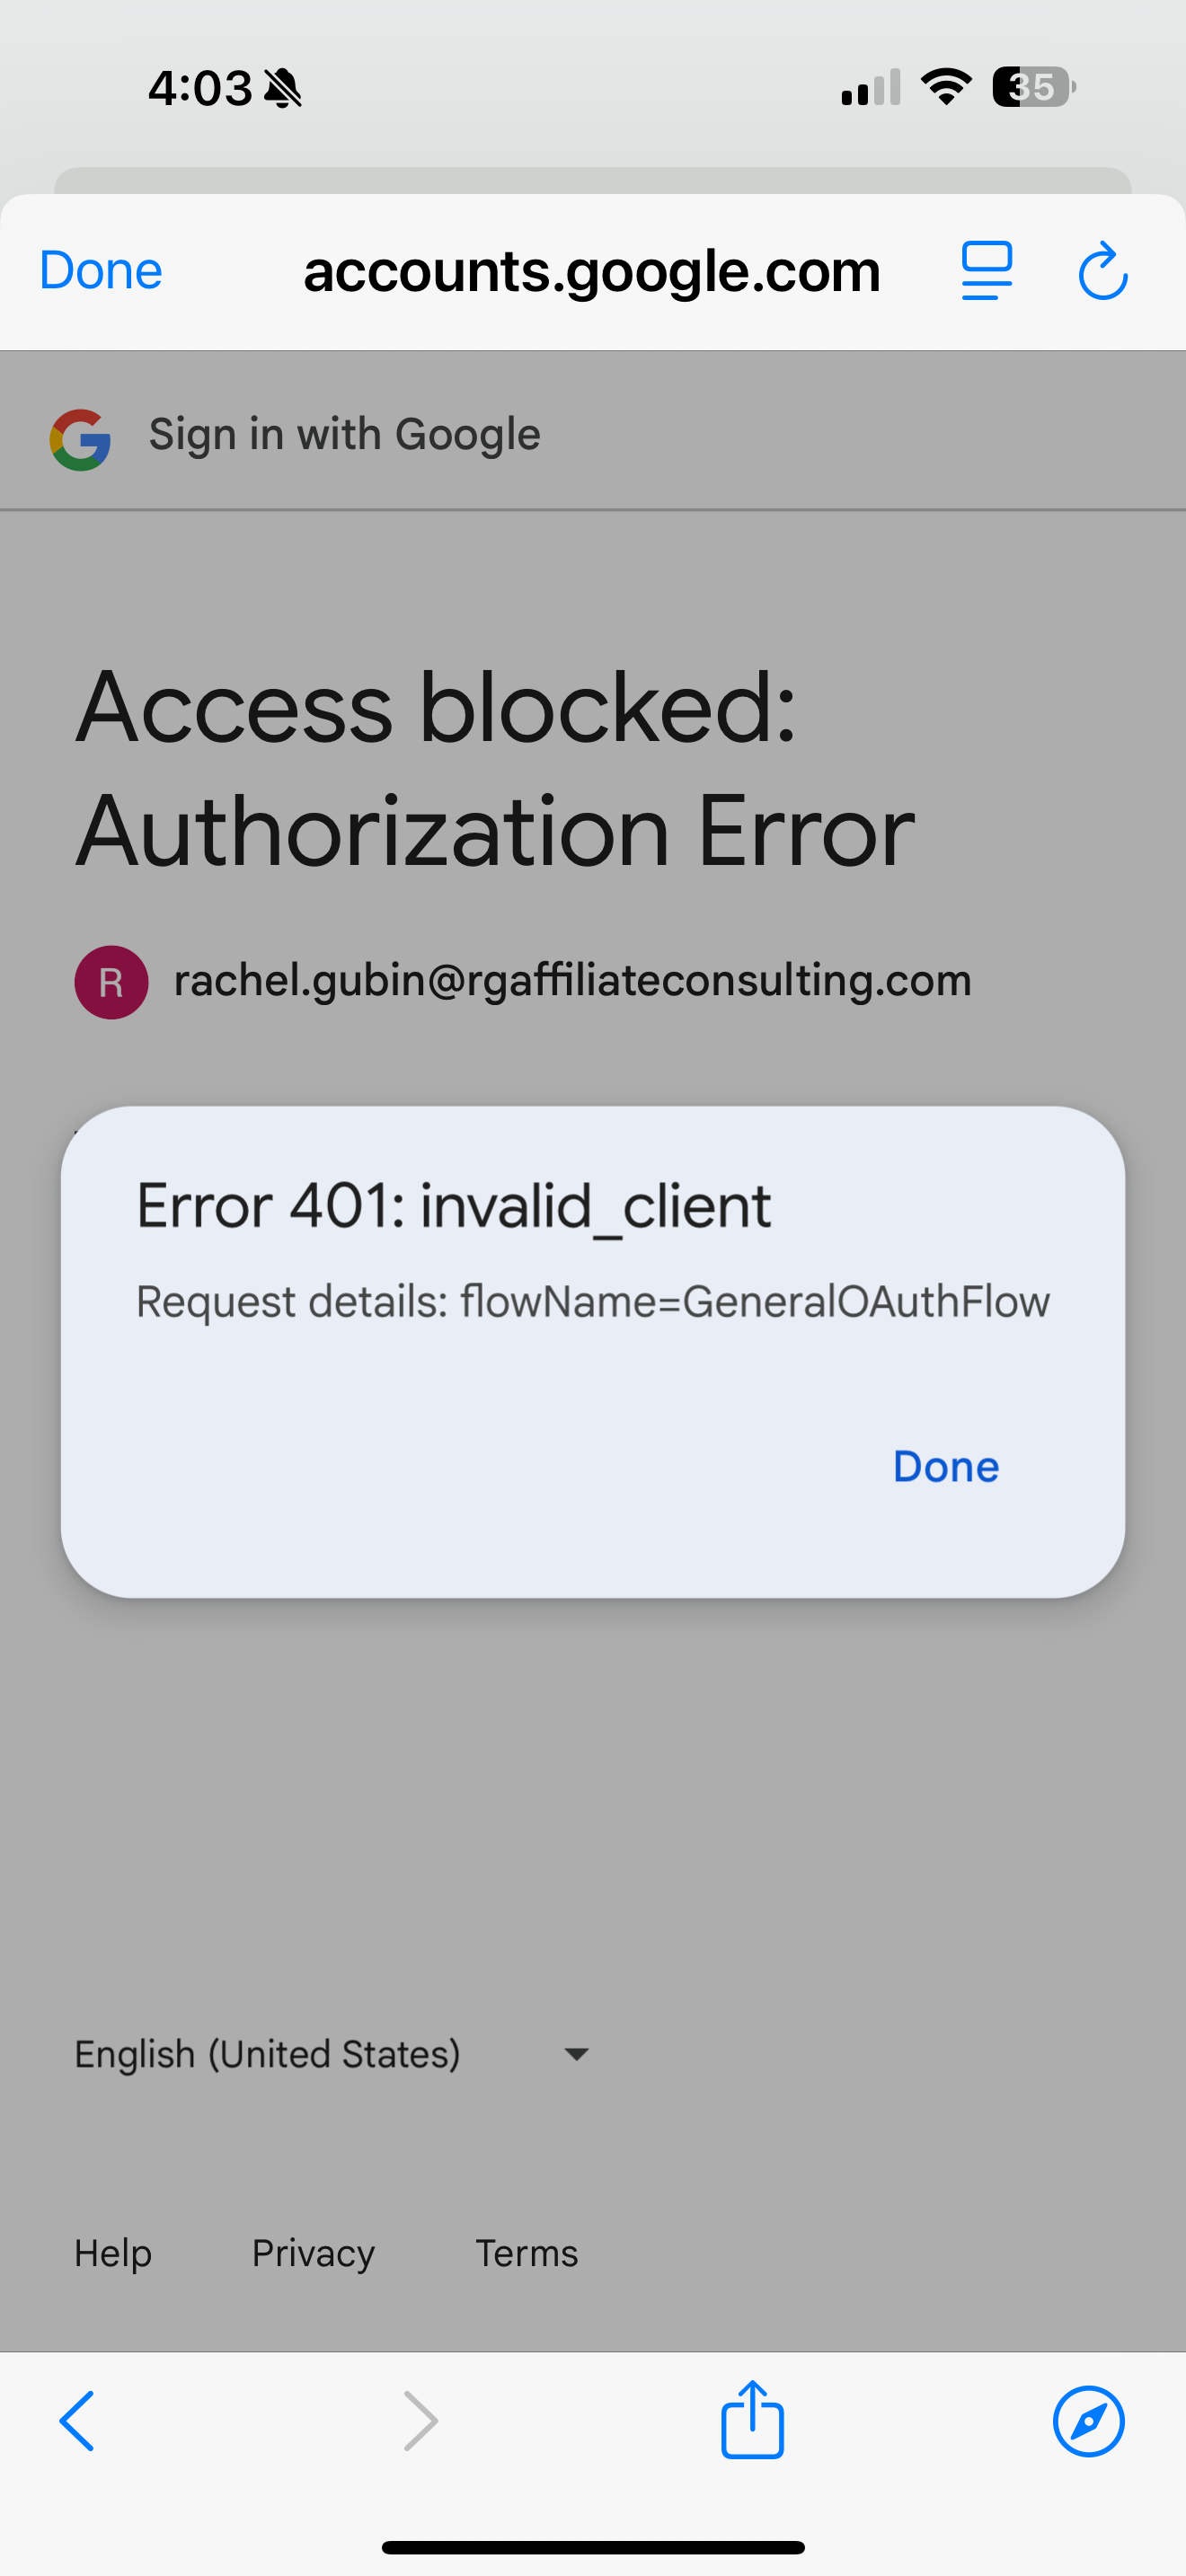 4:03
35
Done
accounts.google.com
Sign in with Google
Access blocked:
Authorization Error
R
rachel.gubin@rgaffiliateconsulting.com
Error 401: invalid_client
Request details: flowName=GeneralOAuthFlow
Done
English (United States)
Help
Privacy
Terms